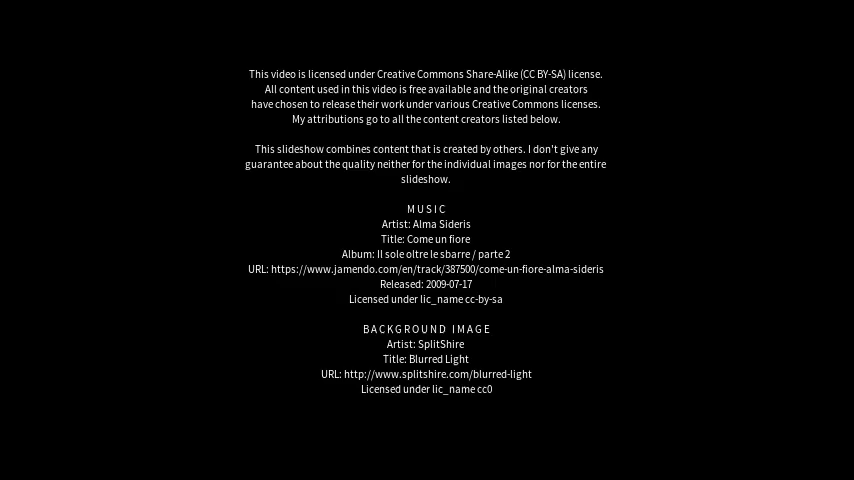 This video is licensed under Creative Commons Share-Alike (CC BY-SA) license.
All content used in this video is free available and the original creators
have chosen to release their work under various Creative Commons licenses.
My attributions go to all the content creators listed below.
This slideshow combines content that is created by others. I don't give any
guarantee about the quality neither for the individual images nor for the entire
slideshow.
MUSIC
Artist: Alma Sideris
Title: Come un fiore
Album: Il sole oltre le sbarre / parte 2
URL: https://www.jamendo.com/en/track/387500/come-un-fiore-alma-sideris
Released: 2009-07-17
Licensed under lic_name cc-by-sa
BACKGROUND IMAGE
Artist: SplitShire
Title: Blurred Light
URL: http://www.splitshire.com/blurred-light
Licensed under lic_name cc0